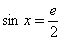 sin x = e/2